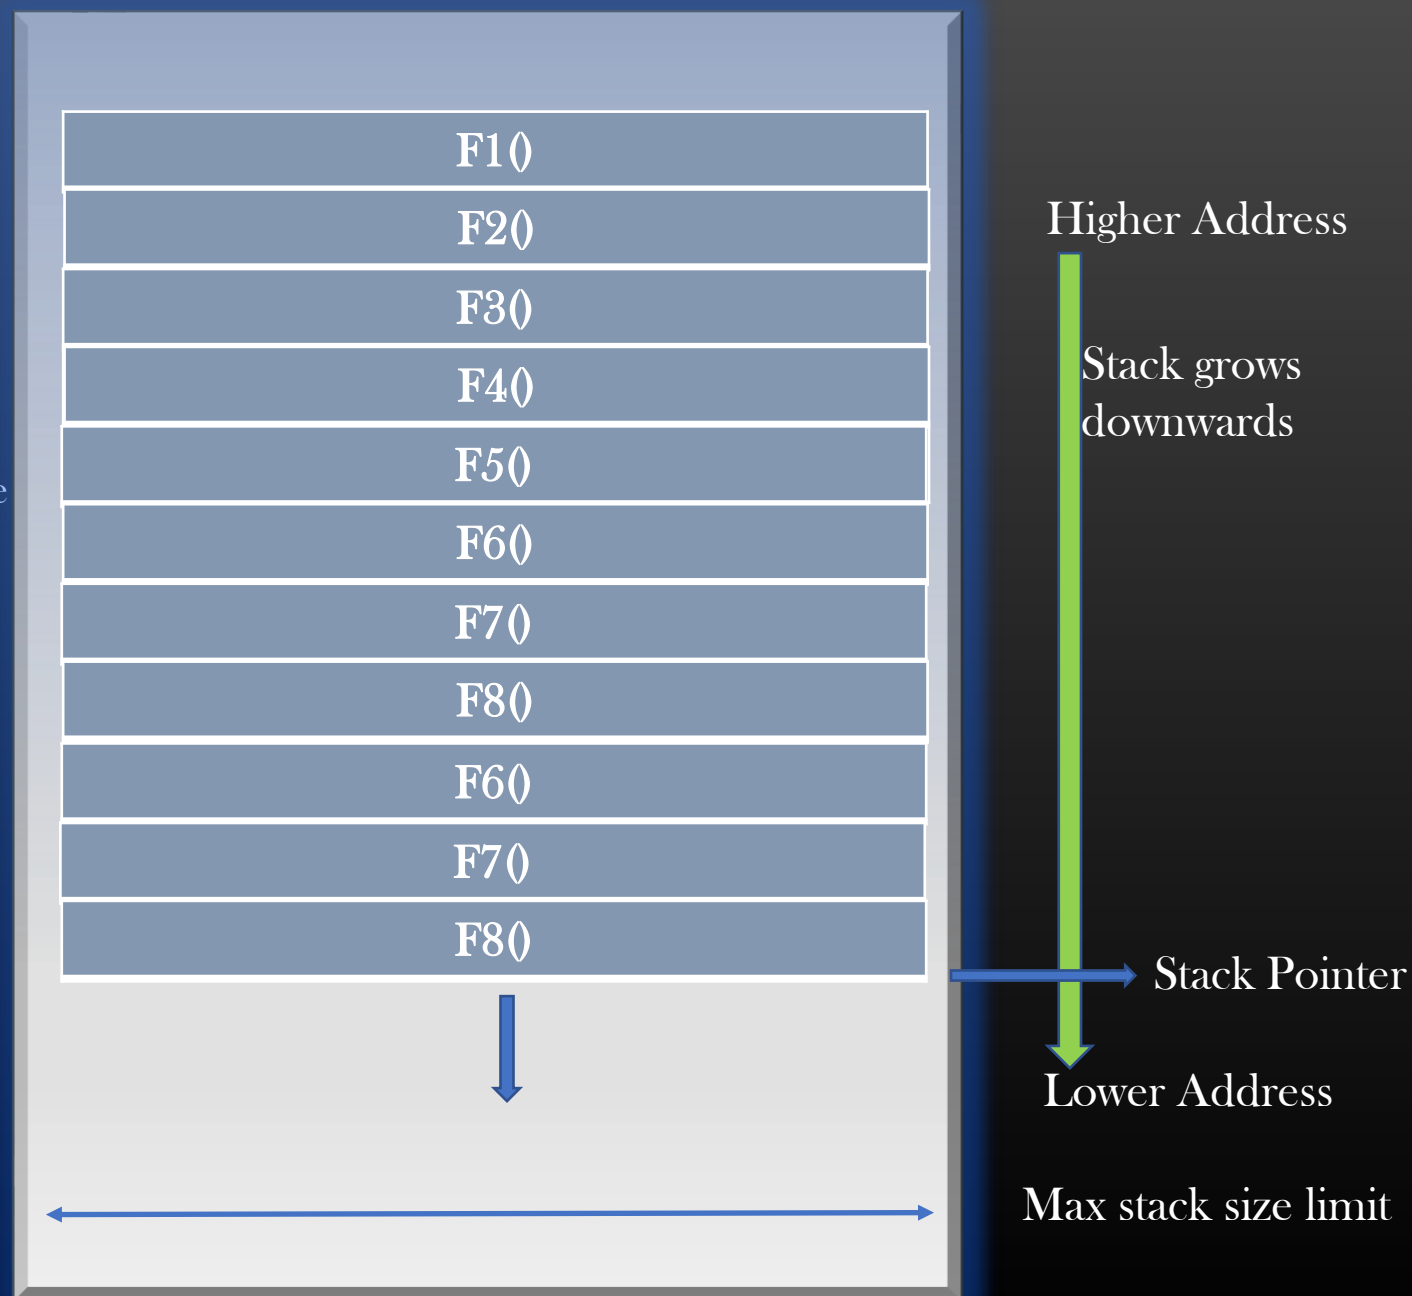 F1()
F2()
F3()
F4()
F5()
F6()
F7()
F8()
F6()
F7()
F8()
Higher Address
Stack grows
downwards
Stack Pointer
Lower Address
Max stack size limit